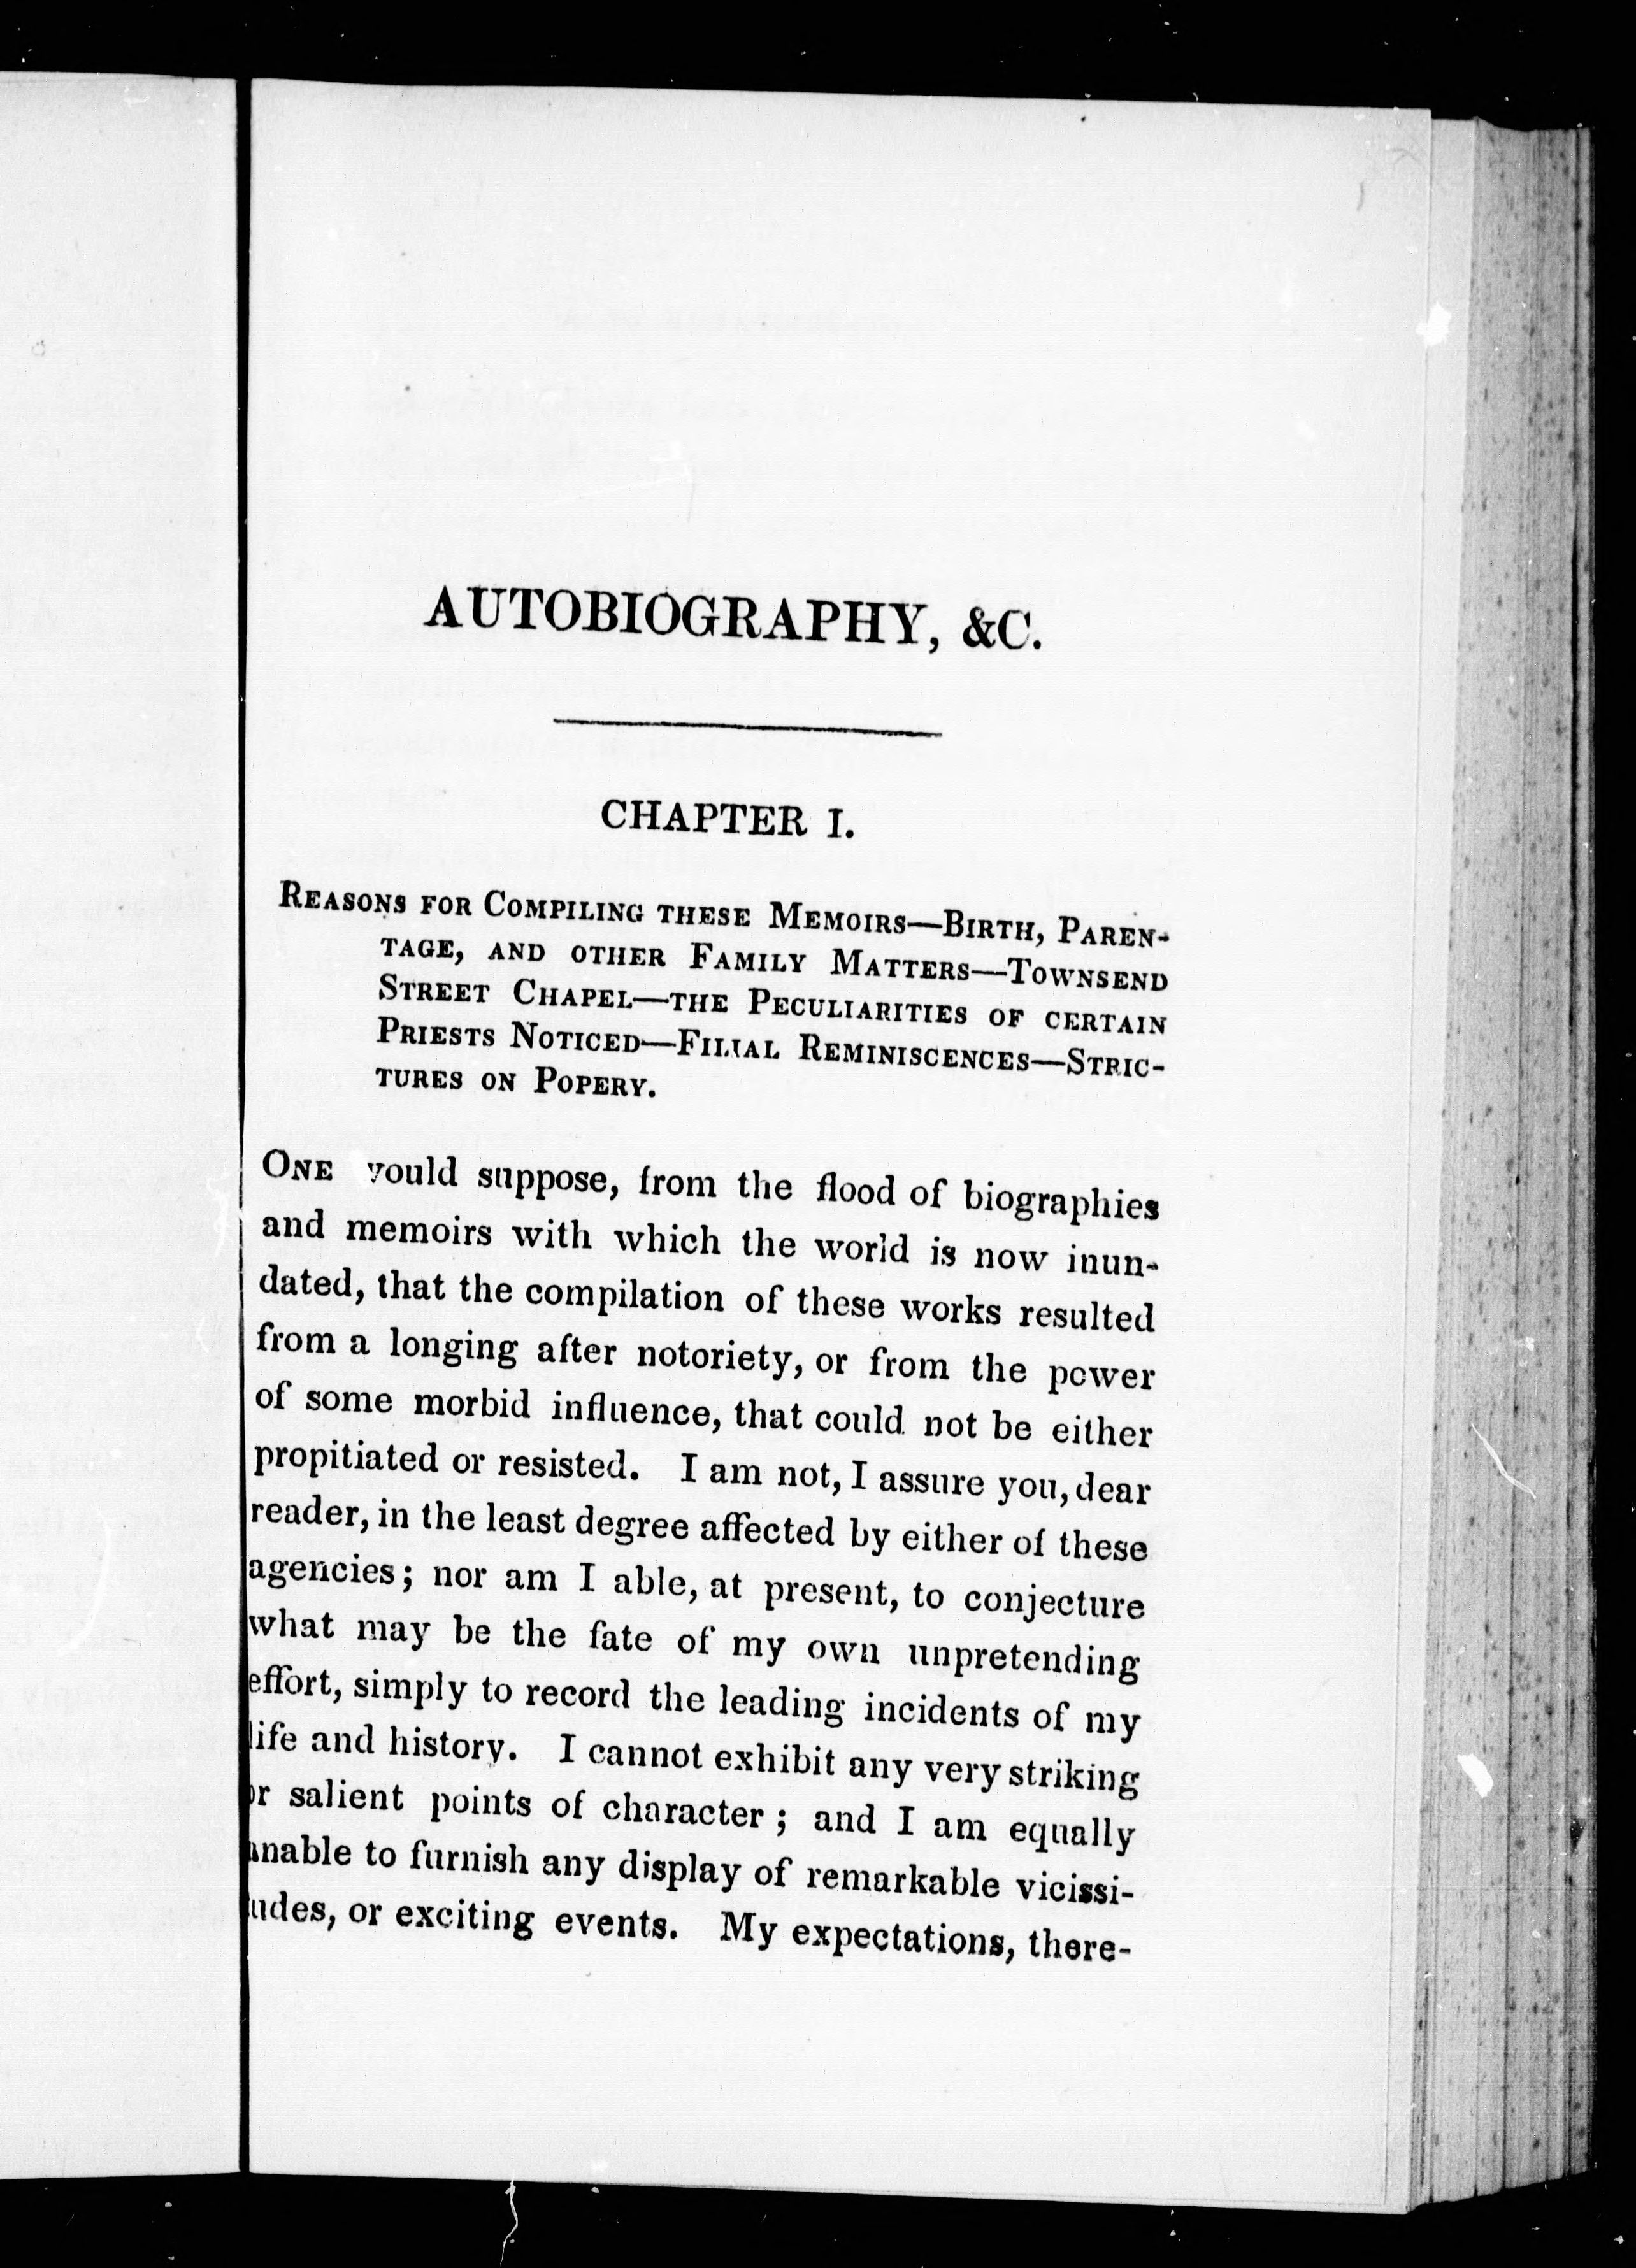 AUTOBIOGRAPHY, &C.
CHAPTER I.
REASONS FOR COMPILING THESE MEMOIRS—BIRTH, PAREN-
TAGE, AND OTHER FAMILY MATTERS—TOWNSEND
STREET CHAPEL—THE PECULIARITIES OF CERTAIN
PRIESTS NOTICED—FILIAL REMINISCENCES—STRIC-
TURES ON POPERY.
ONE would suppose, from the flood of biographies
and memoirs with which the world is now inun-
dated, that the compilation of these works resulted
from a longing after notoriety, or from the power
of some morbid influence, that could not be either
propitiated or resisted. I am not, I assure you, dear
reader, in the least degree affected by either of these
agencies; nor am I able, at present, to conjecture
what may be the fate of my own unpretending
effort, simply to record the leading incidents of my
life and history. I cannot exhibit any very striking
or salient points of character; and I am equally
unable to furnish any display of remarkable vicissi-
tudes, or exciting events. My expectations, there-